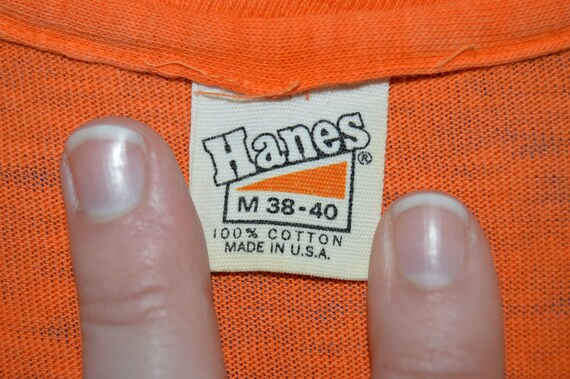 Hanes®
M 38-40
100% COTTON
MADE IN U.S.A.